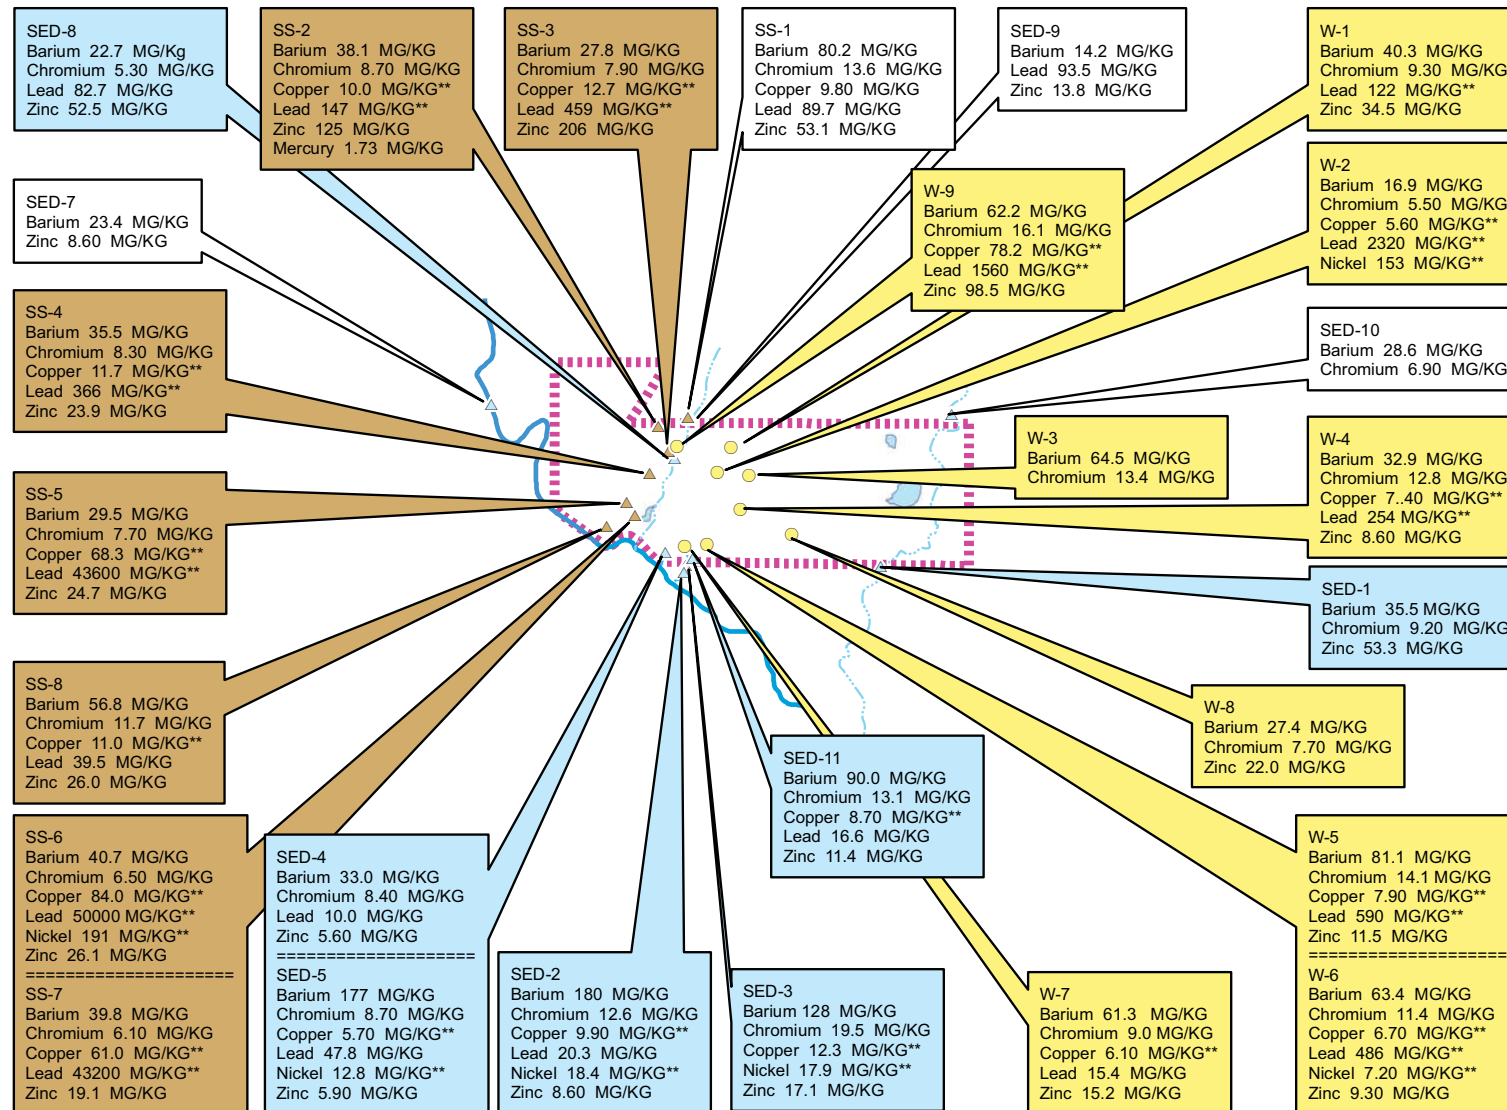 SED-8
Barium 22.7 MG/Kg
Chromium 5.30 MG/KG
Lead 82.7 MG/KG
Zinc 52.5 MG/KG
SS-2
Barium 38.1 MG/KG
Chromium 8.70 MG/KG
Copper 10.0 MG/KG**
Lead 147 MG/KG**
Zinc 125 MG/KG
Mercury 1.73 MG/KG
SS-3
Barium 27.8 MG/KG
Chromium 7.90 MG/KG
Copper 12.7 MG/KG**
Lead 459 MG/KG**
Zinc 206 MG/KG
SS-1
Barium 80.2 MG/KG
Chromium 13.6 MG/KG
Copper 9.80 MG/KG
Lead 89.7 MG/KG
Zinc 53.1 MG/KG
SED-9
Barium 14.2 MG/KG
Lead 93.5 MG/KG
Zinc 13.8 MG/KG
W-1
Barium 40.3 MG/KG
Chromium 9.30 MG/KG
Lead 122 MG/KG**
Zinc 34.5 MG/KG
SED-7
Barium 23.4 MG/KG
Zinc 8.60 MG/KG
W-9
Barium 62.2 MG/KG
Chromium 16.1 MG/KG
Copper 78.2 MG/KG**
Lead 1560 MG/KG**
Zinc 98.5 MG/KG
W-2
Barium 16.9 MG/KG
Chromium 5.50 MG/KG
Copper 5.60 MG/KG**
Lead 2320 MG/KG**
Nickel 153 MG/KG**
SS-4
Barium 35.5 MG/KG
Chromium 8.30 MG/KG
Copper 11.7 MG/KG**
Lead 366 MG/KG**
Zinc 23.9 MG/KG
SED-10
Barium 28.6 MG/KG
Chromium 6.90 MG/KG
W-3
Barium 64.5 MG/KG
Chromium 13.4 MG/KG
W-4
Barium 32.9 MG/KG
Chromium 12.8 MG/KG
Copper 7..40 MG/KG**
Lead 254 MG/KG**
Zinc 8.60 MG/KG
SS-5
Barium 29.5 MG/KG
Chromium 7.70 MG/KG
Copper 68.3 MG/KG**
Lead 43600 MG/KG**
Zinc 24.7 MG/KG
SED-1
Barium 35.5 MG/KG
Chromium 9.20 MG/KG
Zinc 53.3 MG/KG
SS-8
Barium 56.8 MG/KG
Chromium 11.7 MG/KG
Copper 11.0 MG/KG**
Lead 39.5 MG/KG
Zinc 26.0 MG/KG
W-8
Barium 27.4 MG/KG
Chromium 7.70 MG/KG
Zinc 22.0 MG/KG
SED-11
Barium 90.0 MG/KG
Chromium 13.1 MG/KG
Copper 8.70 MG/KG**
Lead 16.6 MG/KG
Zinc 11.4 MG/KG
SS-6
Barium 40.7 MG/KG
Chromium 6.50 MG/KG
Copper 84.0 MG/KG**
Lead 50000 MG/KG**
Nickel 191 MG/KG**
Zinc 26.1 MG/KG
=====================
SS-7
Barium 39.8 MG/KG
Chromium 6.10 MG/KG
Copper 61.0 MG/KG**
Lead 43200 MG/KG**
Zinc 19.1 MG/KG
SED-4
Barium 33.0 MG/KG
Chromium 8.40 MG/KG
Lead 10.0 MG/KG
Zinc 5.60 MG/KG
====================
SED-5
Barium 177 MG/KG
Chromium 8.70 MG/KG
Copper 5.70 MG/KG**
Lead 47.8 MG/KG
Nickel 12.8 MG/KG**
Zinc 5.90 MG/KG
SED-2
Barium 180 MG/KG
Chromium 12.6 MG/KG
Copper 9.90 MG/KG**
Lead 20.3 MG/KG
Nickel 18.4 MG/KG**
Zinc 8.60 MG/KG
SED-3
Barium 128 MG/KG
Chromium 19.5 MG/KG
Copper 12.3 MG/KG**
Nickel 17.9 MG/KG**
Zinc 17.1 MG/KG
W-7
Barium 61.3 MG/KG
Chromium 9.0 MG/KG
Copper 6.10 MG/KG**
Lead 15.4 MG/KG
Zinc 15.2 MG/KG
W-5
Barium 81.1 MG/KG
Chromium 14.1 MG/KG
Copper 7.90 MG/KG**
Lead 590 MG/KG**
Zinc 11.5 MG/KG
====================
W-6
Barium 63.4 MG/KG
Chromium 11.4 MG/KG
Copper 6.70 MG/KG**
Lead 486 MG/KG**
Nickel 7.20 MG/KG**
Zinc 9.30 MG/KG